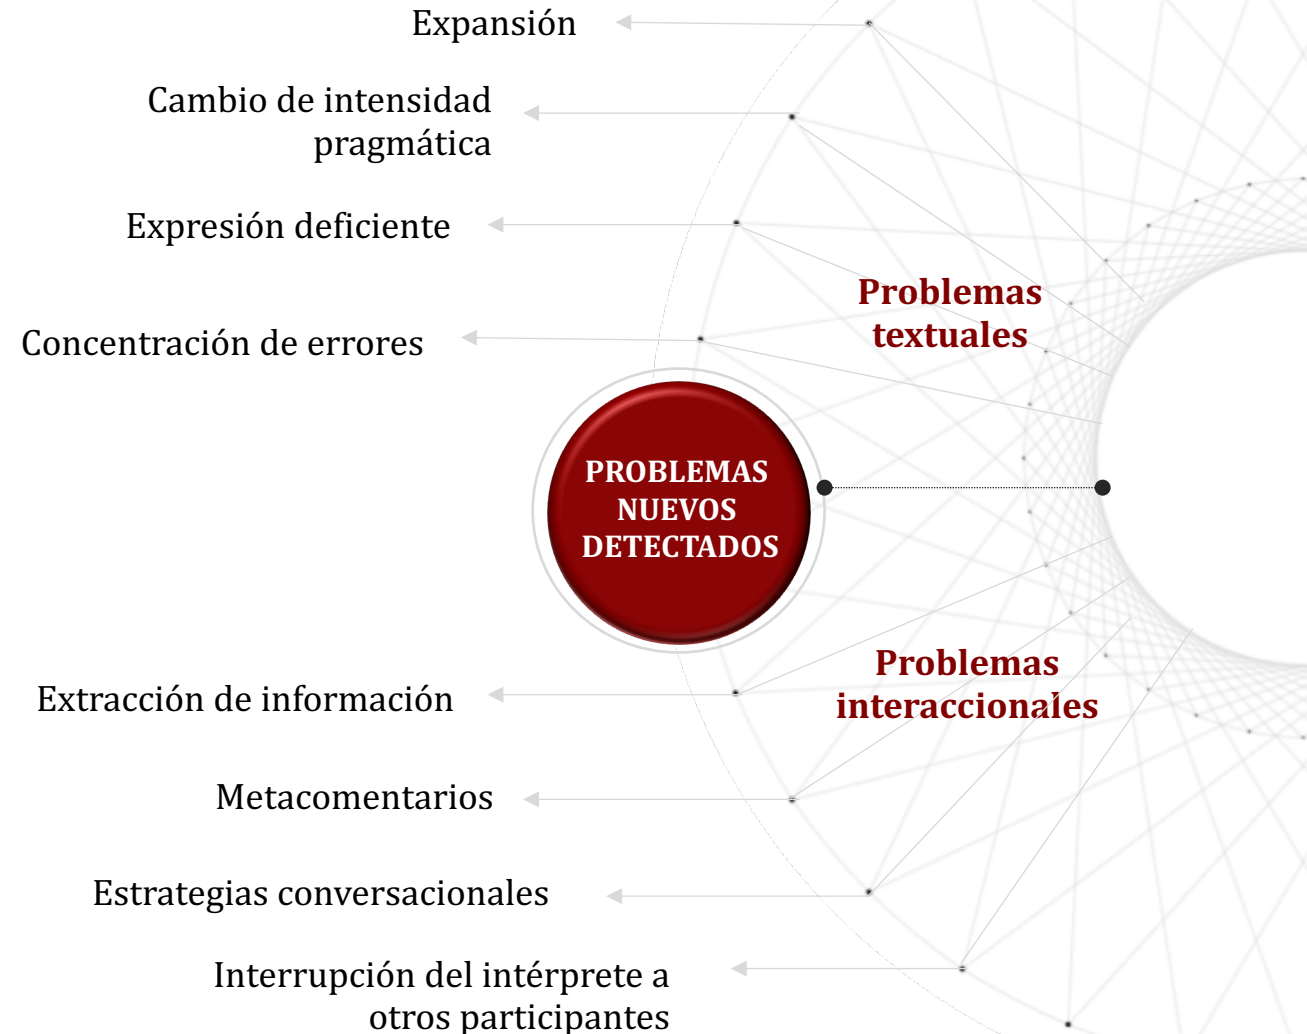 Expansión
Cambio de intensidad
pragmática
Expresión deficiente
Problemas
textuales
Concentración de errores
PROBLEMAS
NUEVOS
DETECTADOS
Problemas
interaccionales
Extracción de información
Metacomentarios
Estrategias conversacionales
Interrupción del intérprete a
otros participantes